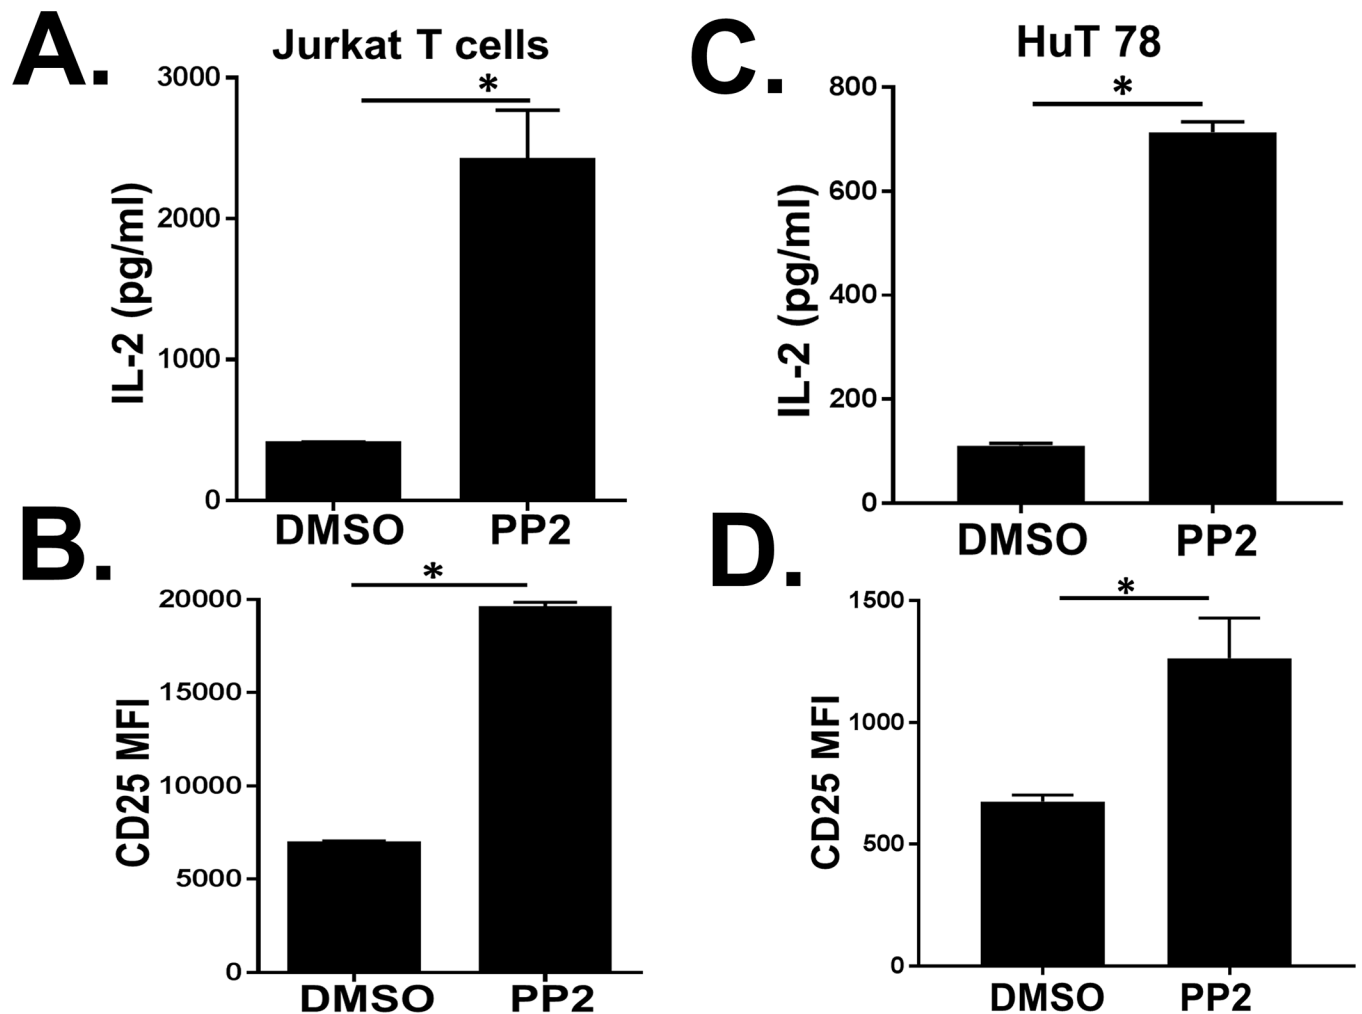 A.
Jurkat T cells
*
3000
2000
1000
0
IL-2 (pg/ml)
DMSO PP2
B.
*
20000
15000
10000
5000
0
CD25 MFI
DMSO PP2
C.
HuT 78
*
800
600
400
200
0
IL-2 (pg/ml)
DMSO PP2
D.
*
1500
1000
500
0
CD25 MFI
DMSO PP2